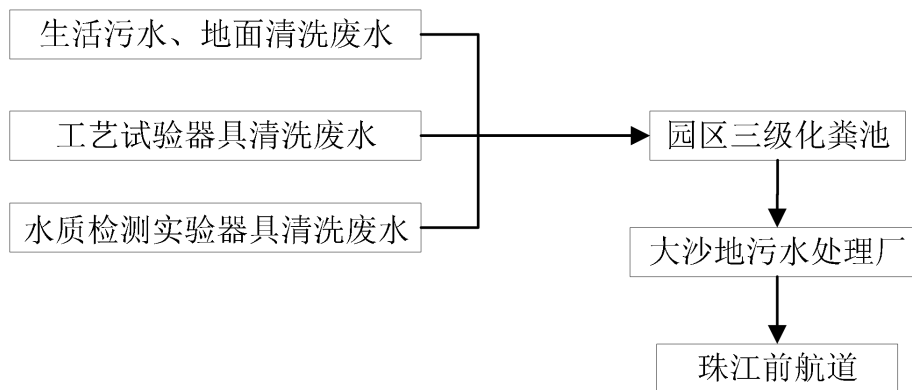 生活污水、地面清洗废水
工艺试验器具清洗废水
园区三级化粪池
水质检测实验器具清洗废水
大沙地污水处理厂
珠江前航道